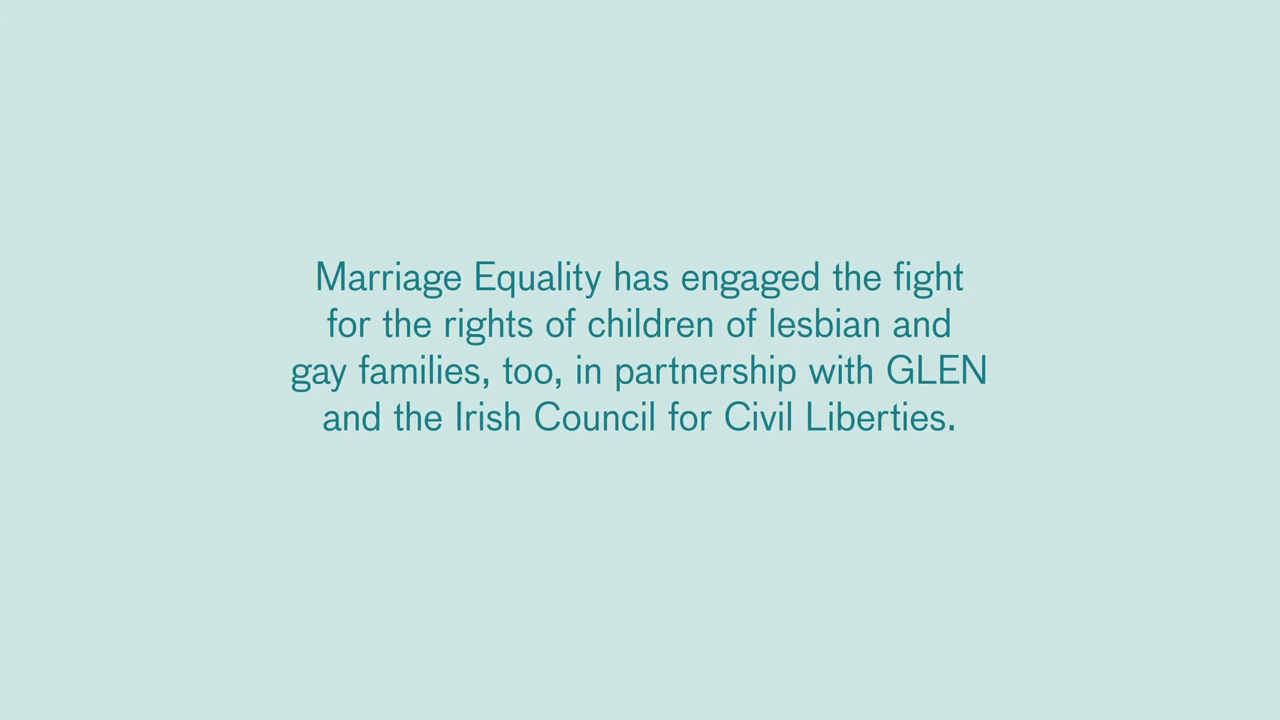 Marriage Equality has engaged the fight
for the rights of children of lesbian and
gay families, too, in partnership with GLEN
and the Irish Council for Civil Liberties.